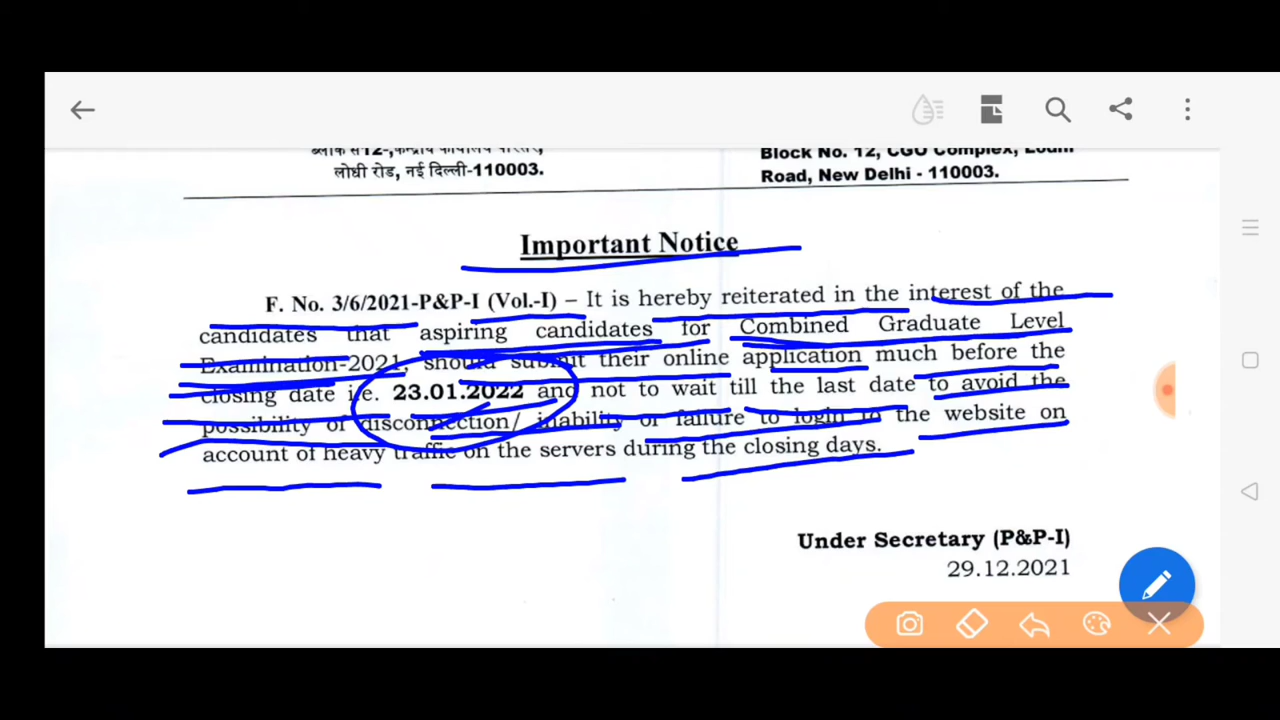 ब्लॉक सं12-,केन्द्रीय कार्यालय परिसर,
लोधी रोड, नई दिल्ली-110003.
Block No. 12, CGO Complex, Lodhi
Road, New Delhi - 110003.
Important Notice
F. No. 3/6/2021-P&P-I (Vol.-I) – It is hereby reiterated in the interest of the
candidates that aspiring candidates for Combined Graduate Level
Examination-2021, should submit their online application much before the
closing date i.e. 23.01.2022 and not to wait till the last date to avoid the
possibility of disconnection/ inability or failure to login to the website on
account of heavy traffic on the servers during the closing days.
Under Secretary (P&P-I)
29.12.2021